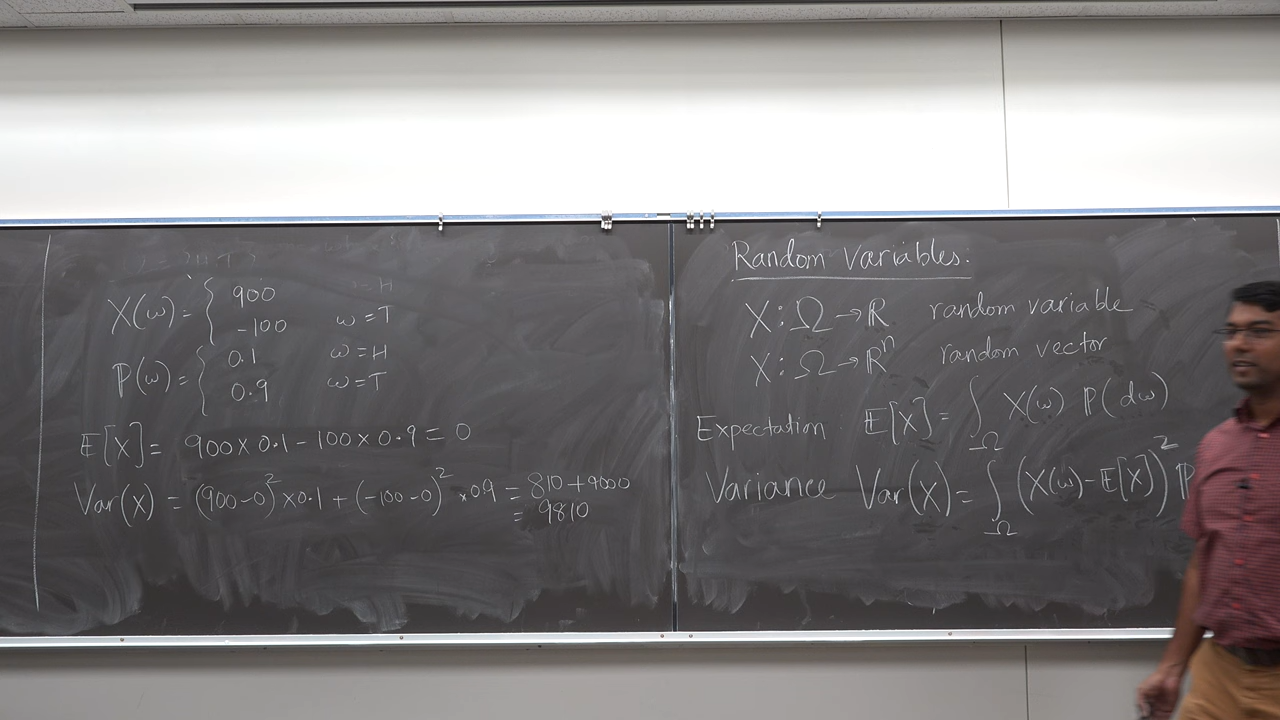 X(ω) = { 900 = H
-100 ω = T
ℙ(ω) = { 0.1 ω = H
0.9 ω = T
𝔼[X] = 900 × 0.1 - 100 × 0.9 = 0
Var(X) = (900-0)² × 0.1 + (-100-0)² × 0.9 = 810 + 9000
= 9810
Random Variables:
X : Ω → ℝ random variable
X : Ω → ℝⁿ random vector
Expectation 𝔼[X] = ∫_Ω X(ω) ℙ(dω)
Variance Var(X) = ∫_Ω (X(ω) - 𝔼[X])² ℙ